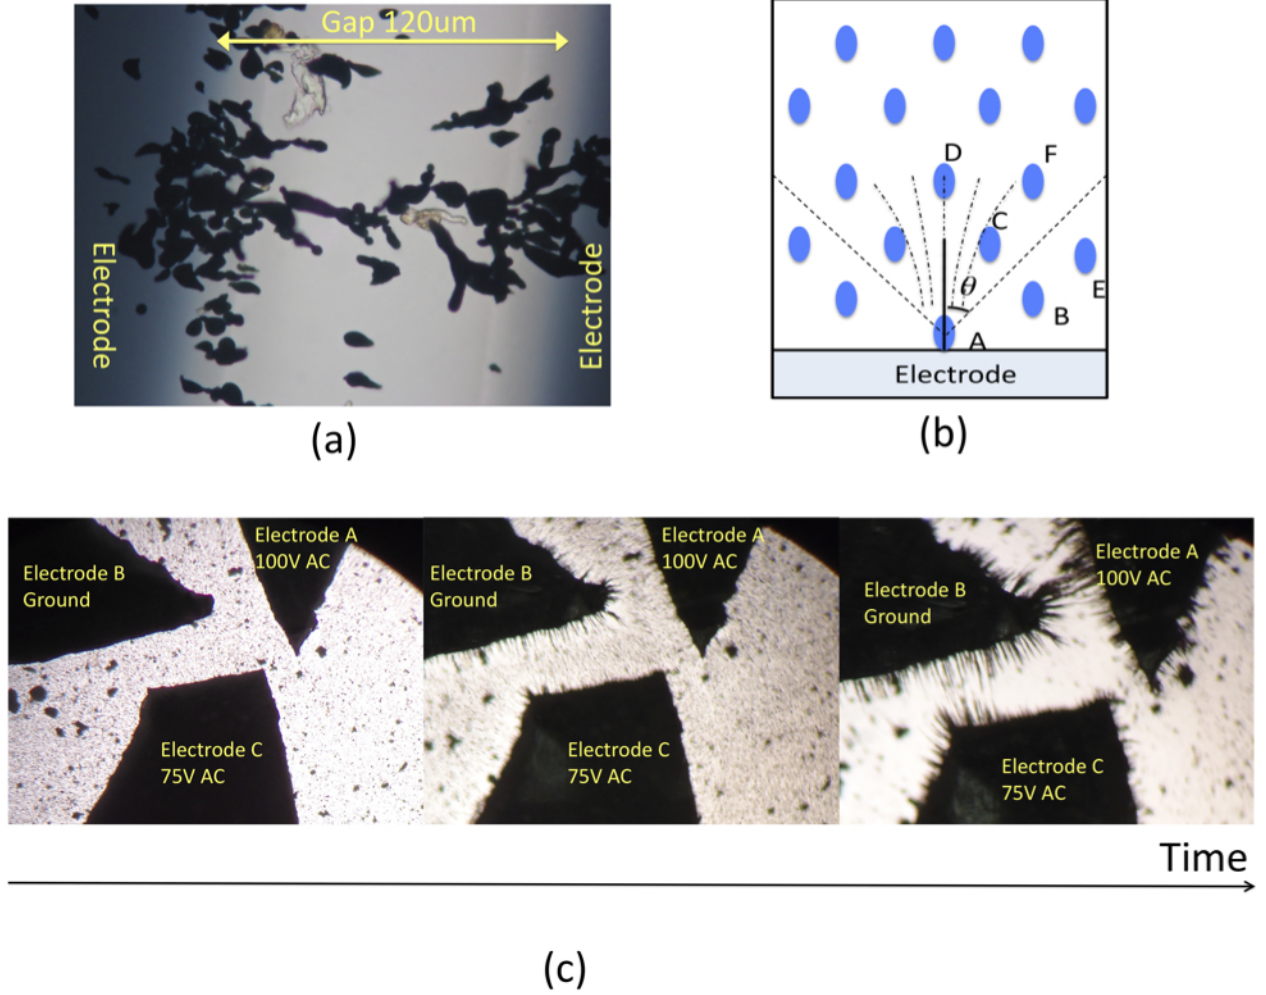 Gap 120um
Electrode
Electrode
(a)
D
F
C
θ
E
B
A
Electrode
(b)
Electrode B
Ground
Electrode A
100V AC
Electrode C
75V AC
Electrode B
Ground
Electrode A
100V AC
Electrode C
75V AC
Electrode B
Ground
Electrode A
100V AC
Electrode C
75V AC
Time
(c)